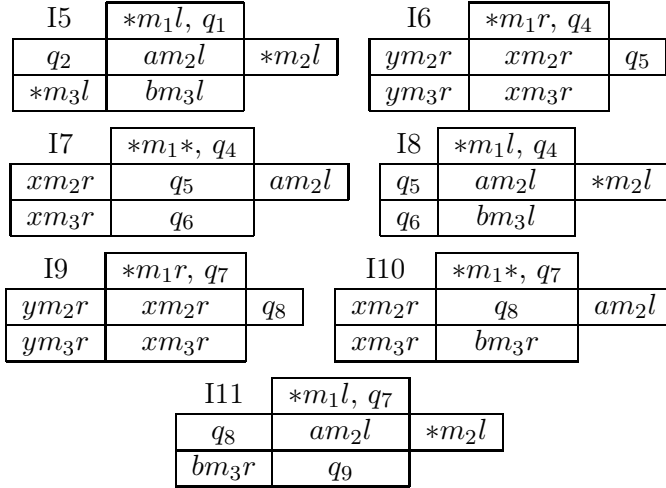 I5 *m₁l, q₁
q₂ am₂l *m₂l
*m₃l bm₃l
I6 *m₁r, q₄
ym₂r xm₂r q₅
ym₃r xm₃r
I7 *m₁*, q₄
xm₂r q₅ am₂l
xm₃r q₆
I8 *m₁l, q₄
q₅ am₂l *m₂l
q₆ bm₃l
I9 *m₁r, q₇
ym₂r xm₂r q₈
ym₃r xm₃r
I10 *m₁*, q₇
xm₂r q₈ am₂l
xm₃r bm₃r
I11 *m₁l, q₇
q₈ am₂l *m₂l
bm₃r q₉